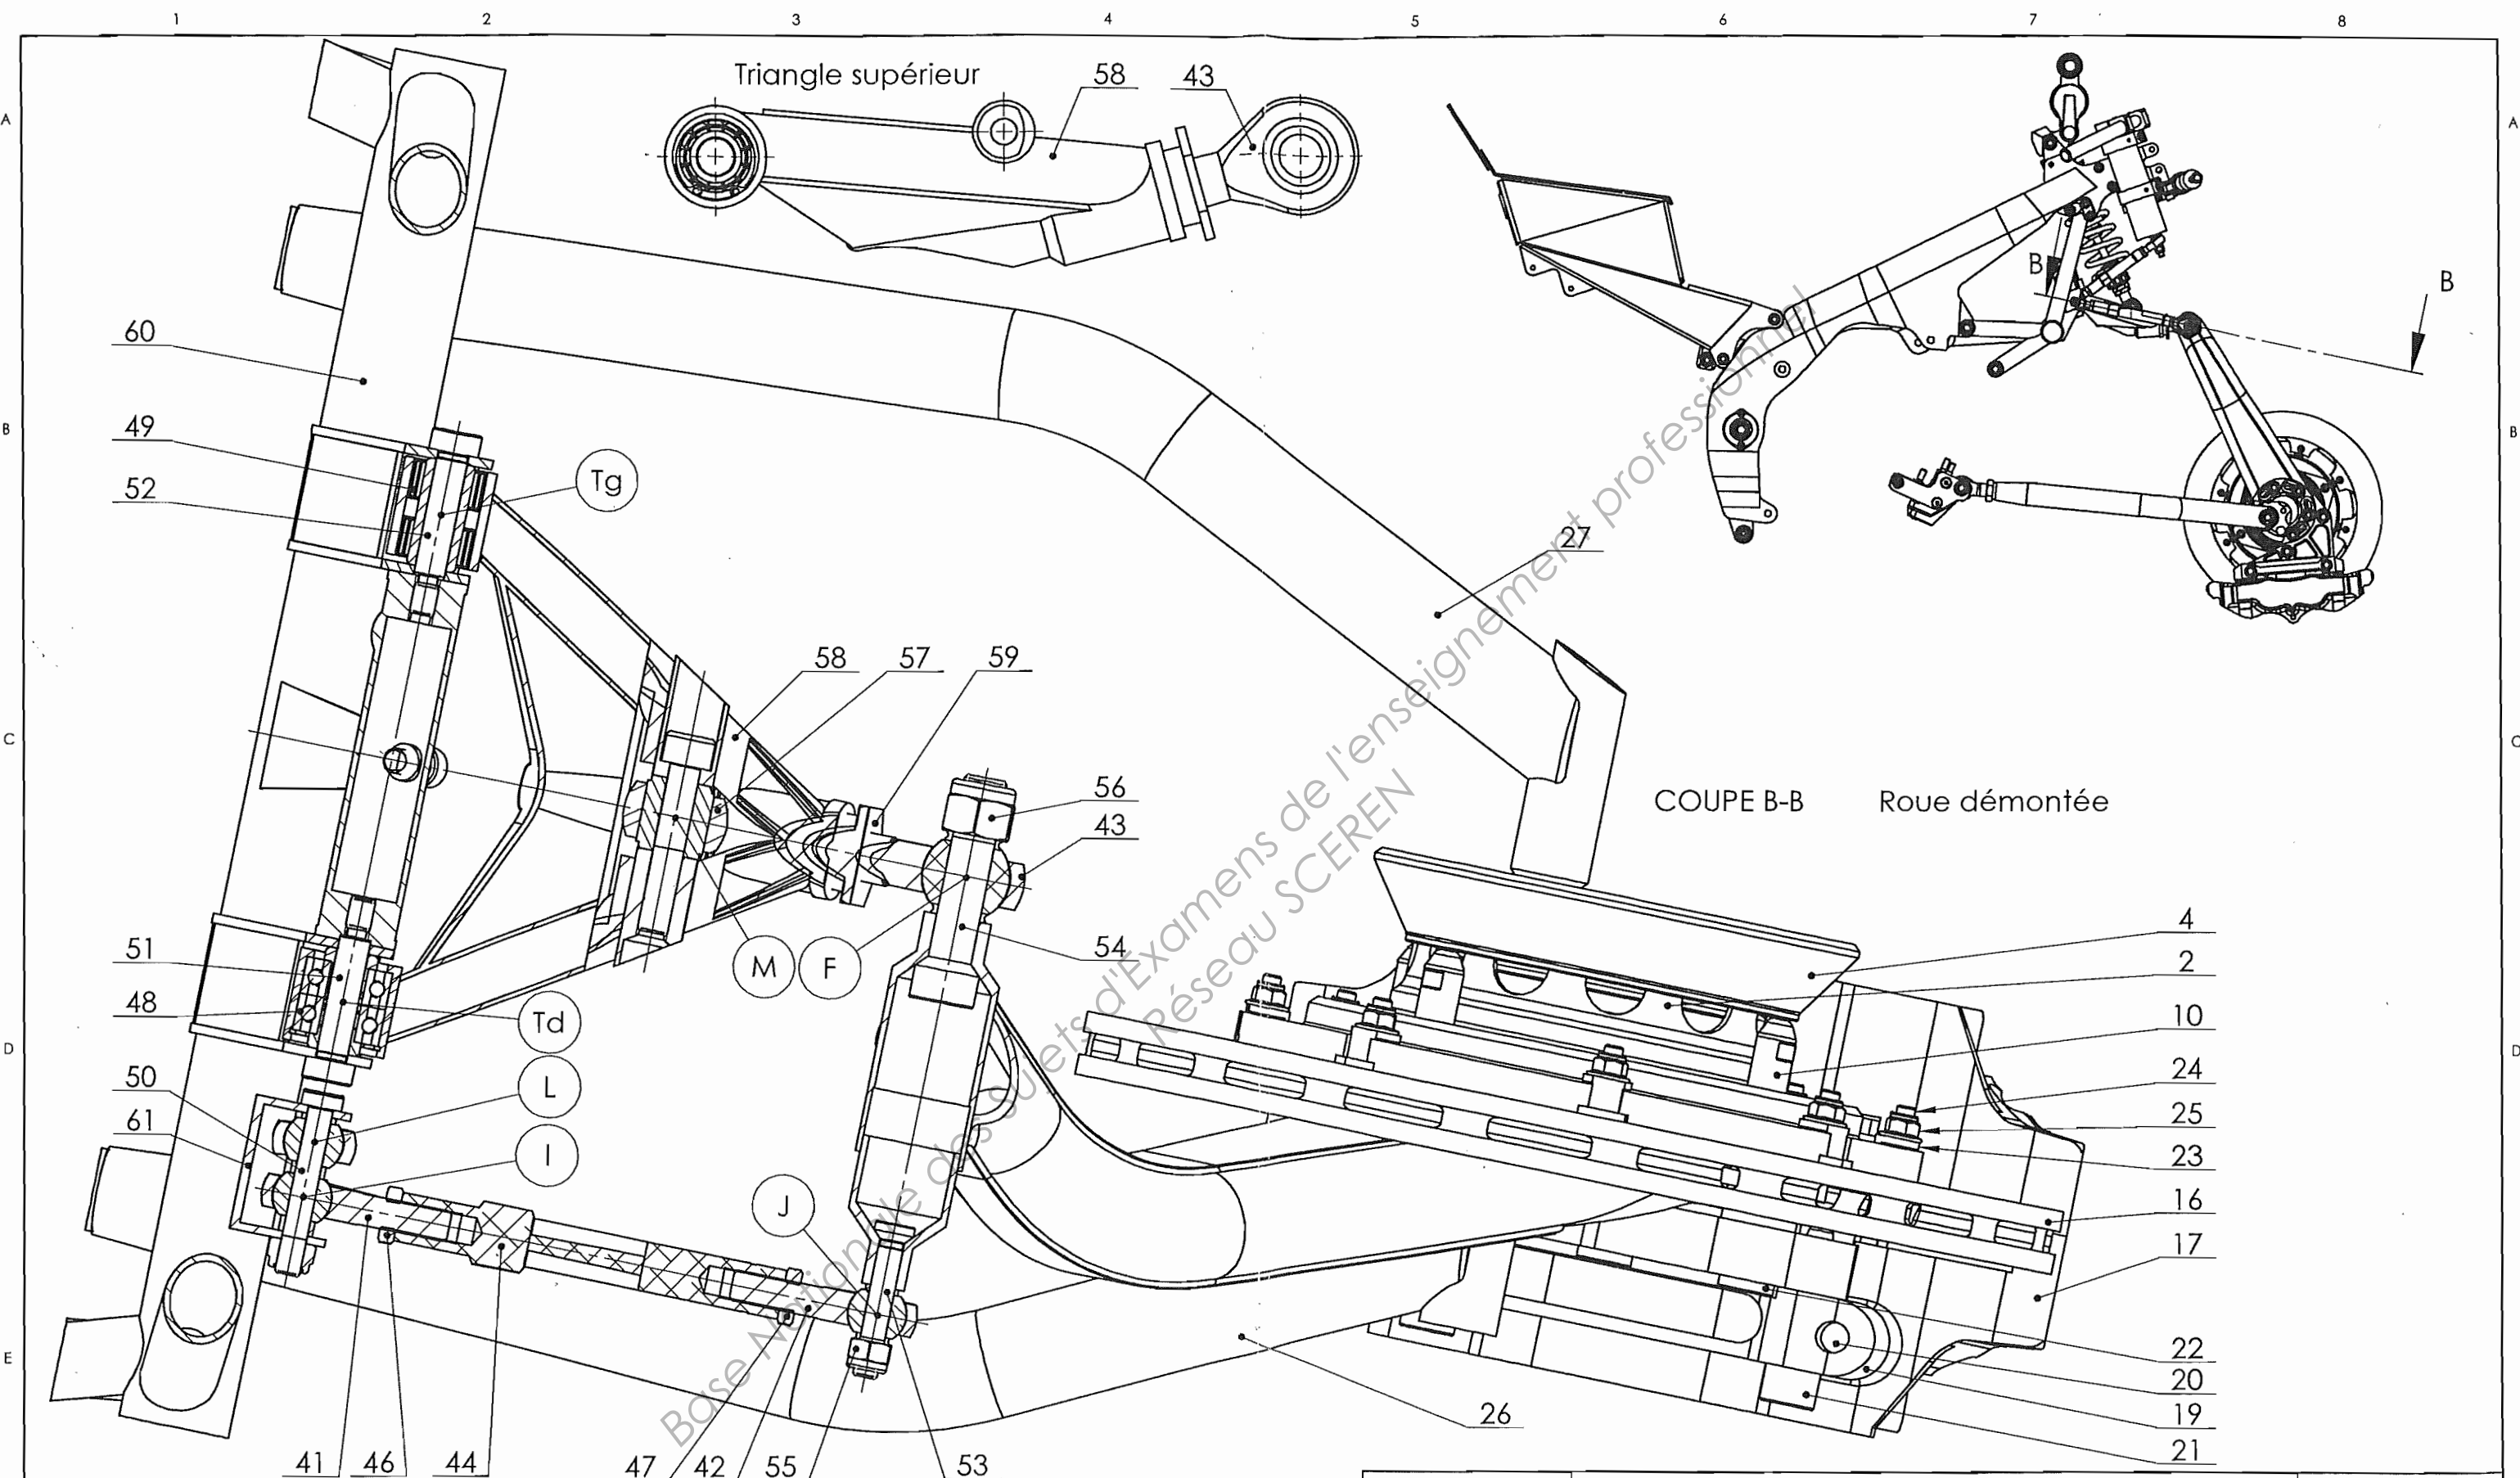 1 2 3 4 5 6 7 8
Triangle supérieur 58 43
A A
B B
60
B B
49
52
Tg
27
58 57 59
C C
COUPE B-B Roue démontée
56
43
54
M F
51
48
Td
4
2
10
D D
50
L
61
I
24
25
23
J
16
17
22
20
19
21
E
26
41 46 44 47 42 55 53
Base Nationale des Sujets d'Examens de l'enseignement professionnel
Réseau SCEREN